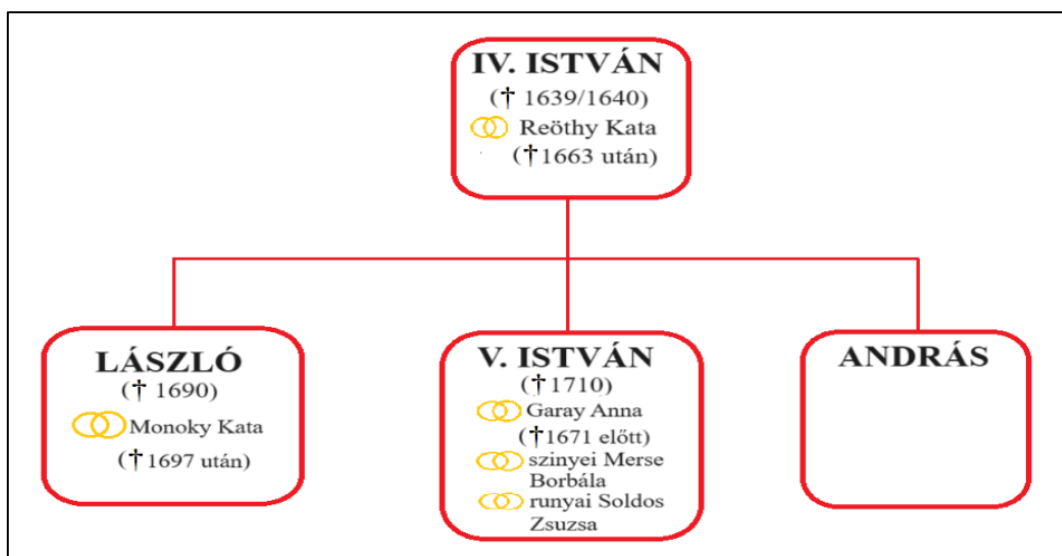 IV. ISTVÁN
(† 1639/1640)
Reöthy Kata
(†1663 után)
LÁSZLÓ
(† 1690)
Monoky Kata
(†1697 után)
V. ISTVÁN
(†1710)
Garay Anna
(†1671 előtt)
szinyei Merse
Borbála
runyai Soldos
Zsuzsa
ANDRÁS